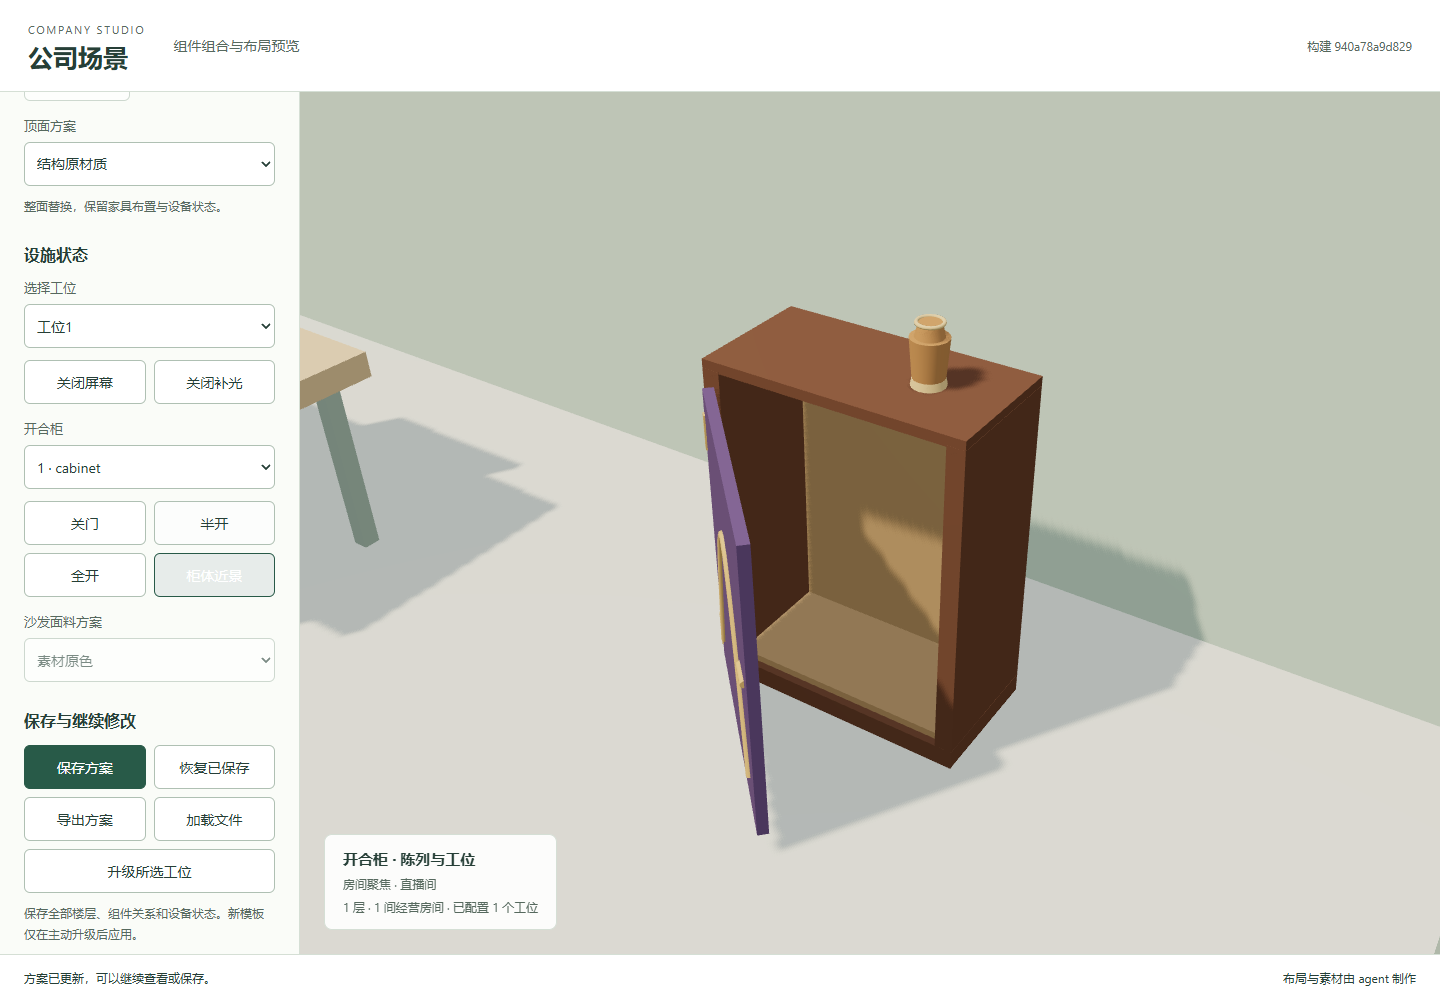 COMPANY STUDIO
公司场景
组件组合与布局预览
构建 940a78a9d829
顶面方案
结构原材质
整面替换，保留家具布置与设备状态。
设施状态
选择工位
工位1
关闭屏幕
关闭补光
开合柜
1 · cabinet
关门
半开
全开
柜体近景
沙发面料方案
素材原色
保存与继续修改
保存方案
恢复已保存
导出方案
加载文件
升级所选工位
保存全部楼层、组件关系和设备状态。新模板
仅在主动升级后应用。
开合柜 · 陈列与工位
房间聚焦 · 直播间
1 层 · 1 间经营房间 · 已配置 1 个工位
方案已更新，可以继续查看或保存。
布局与素材由 agent 制作